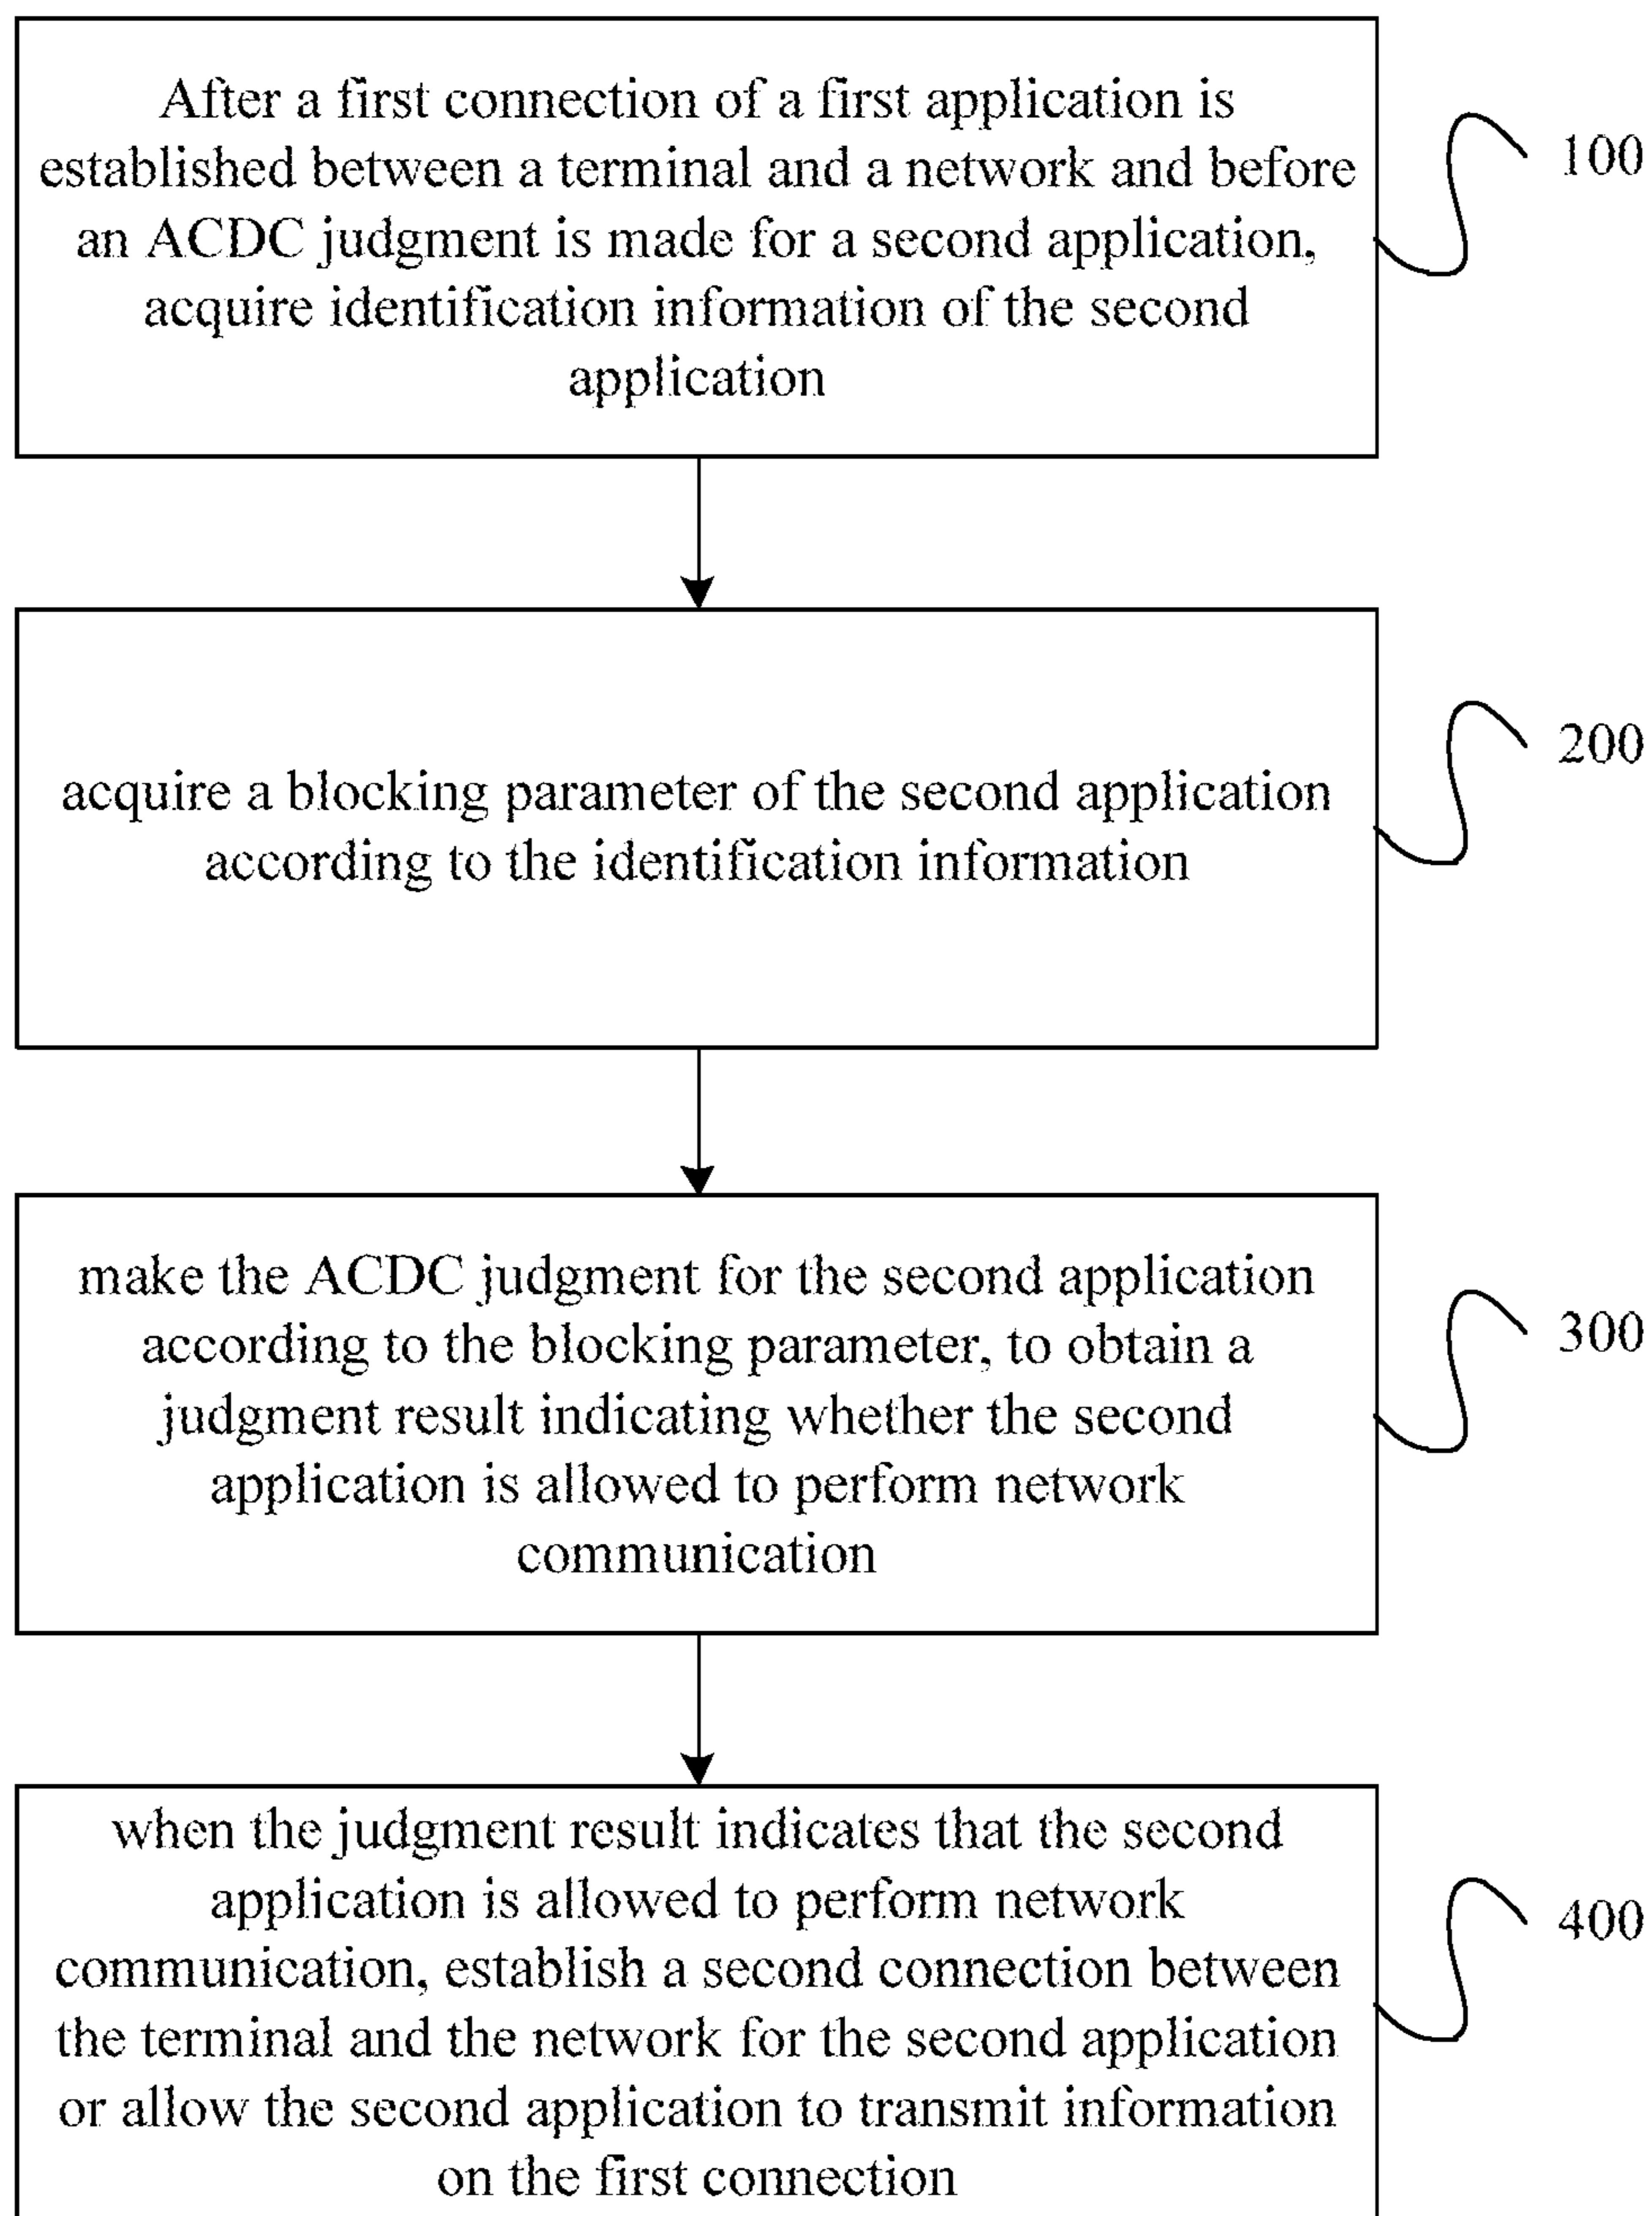 After a first connection of a first application is
established between a terminal and a network and before
an ACDC judgment is made for a second application,
acquire identification information of the second
application
100
acquire a blocking parameter of the second application
according to the identification information
200
make the ACDC judgment for the second application
according to the blocking parameter, to obtain a
judgment result indicating whether the second
application is allowed to perform network
communication
300
when the judgment result indicates that the second
application is allowed to perform network
communication, establish a second connection between
the terminal and the network for the second application
or allow the second application to transmit information
on the first connection
400